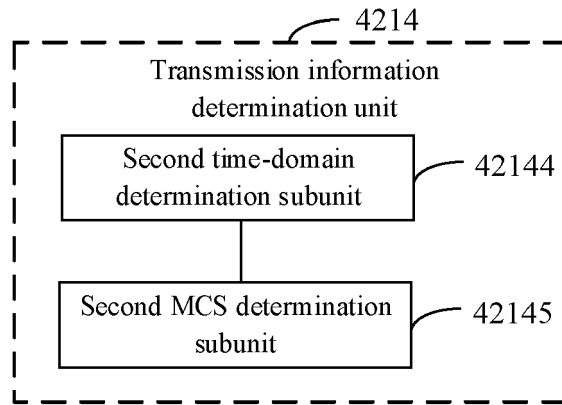 4214
Transmission information
determination unit
Second time-domain
determination subunit
42144
Second MCS determination
subunit
42145